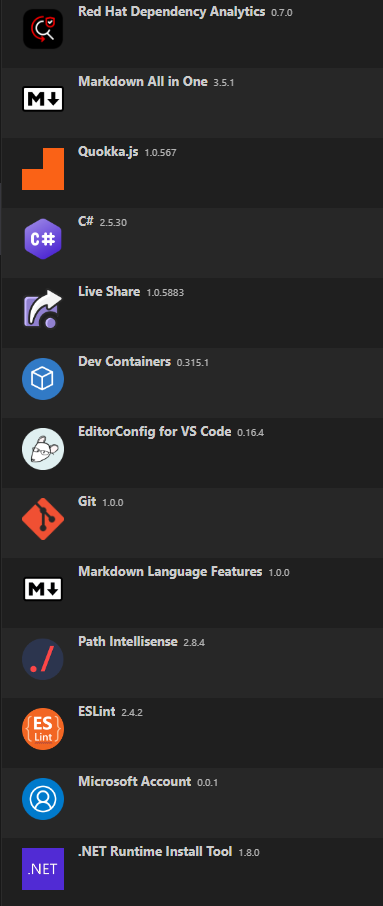 Red Hat Dependency Analytics 0.7.0
Markdown All in One 3.5.1
M
Quokka.js 1.0.567
C# 2.5.30
C#
Live Share 1.0.5883
Dev Containers 0.315.1
EditorConfig for VS Code 0.16.4
Git 1.0.0
Markdown Language Features 1.0.0
M
Path Intellisense 2.8.4
./
ESLint 2.4.2
{ES}
Lint
Microsoft Account 0.0.1
.NET Runtime Install Tool 1.8.0
.NET